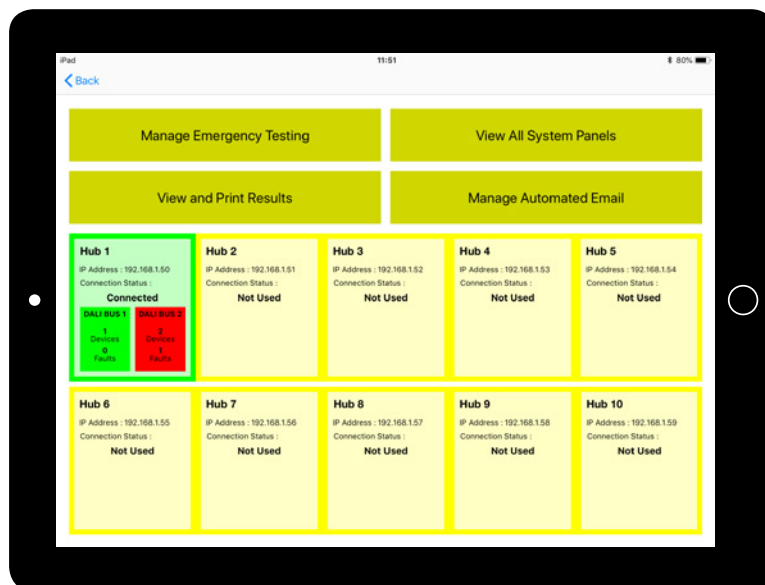 iPad 11:51 80%
Back
Manage Emergency Testing
View All System Panels
View and Print Results
Manage Automated Email
Hub 1
IP Address : 192.168.1.50
Connection Status :
Connected
DALI BUS 1
1
Devices
0
Faults
DALI BUS 2
2
Devices
1
Faults
Hub 2
IP Address : 192.168.1.51
Connection Status :
Not Used
Hub 3
IP Address : 192.168.1.52
Connection Status :
Not Used
Hub 4
IP Address : 192.168.1.53
Connection Status :
Not Used
Hub 5
IP Address : 192.168.1.54
Connection Status :
Not Used
Hub 6
IP Address : 192.168.1.55
Connection Status :
Not Used
Hub 7
IP Address : 192.168.1.56
Connection Status :
Not Used
Hub 8
IP Address : 192.168.1.57
Connection Status :
Not Used
Hub 9
IP Address : 192.168.1.58
Connection Status :
Not Used
Hub 10
IP Address : 192.168.1.59
Connection Status :
Not Used